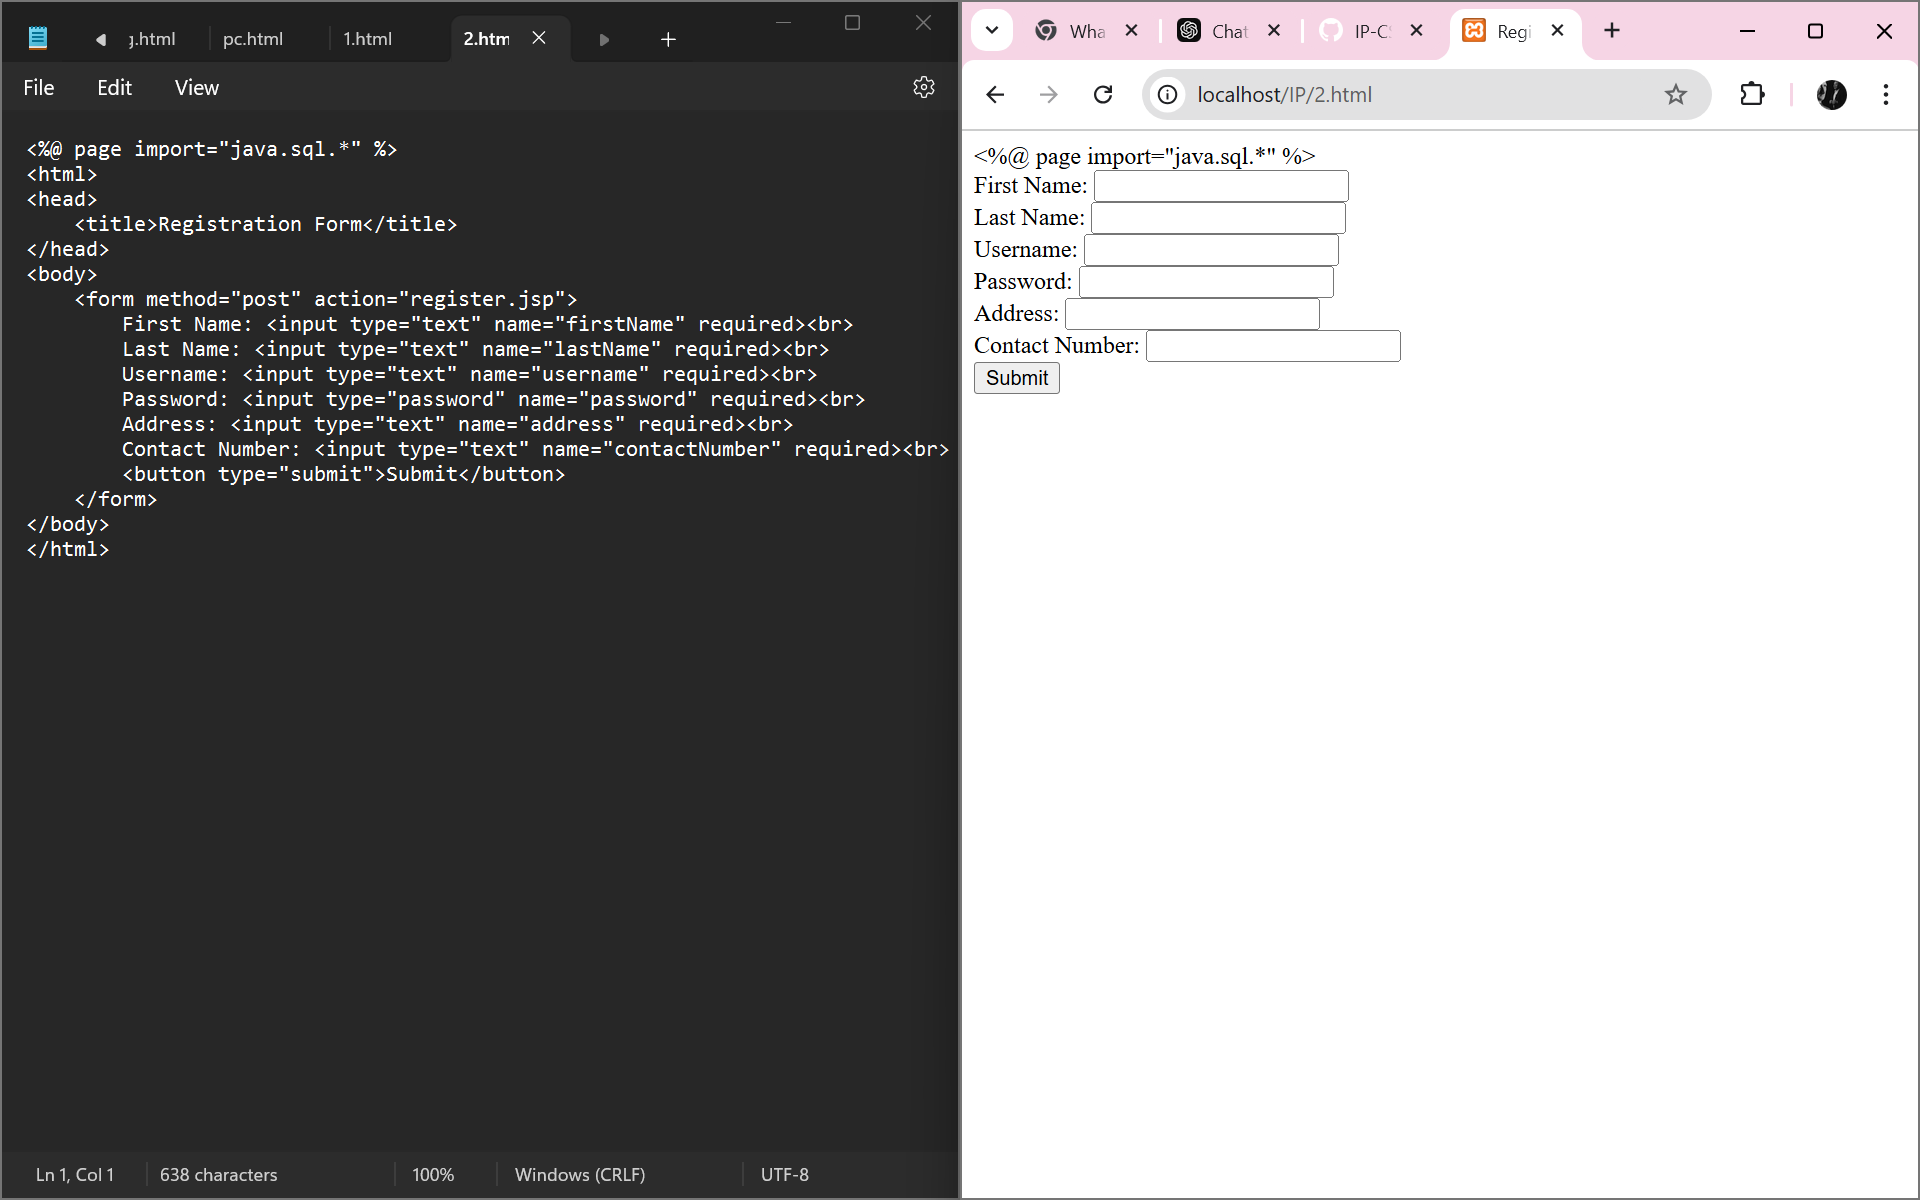 g.html pc.html 1.html 2.htm
File Edit View
<%@ page import="java.sql.*" %>
<html>
<head>
    <title>Registration Form</title>
</head>
<body>
    <form method="post" action="register.jsp">
        First Name: <input type="text" name="firstName" required><br>
        Last Name: <input type="text" name="lastName" required><br>
        Username: <input type="text" name="username" required><br>
        Password: <input type="password" name="password" required><br>
        Address: <input type="text" name="address" required><br>
        Contact Number: <input type="text" name="contactNumber" required><br>
        <button type="submit">Submit</button>
    </form>
</body>
</html>
Ln 1, Col 1 638 characters 100% Windows (CRLF) UTF-8
Wha Chat IP-CS Regi
localhost/IP/2.html
<%@ page import="java.sql.*" %>
First Name:
Last Name:
Username:
Password:
Address:
Contact Number:
Submit